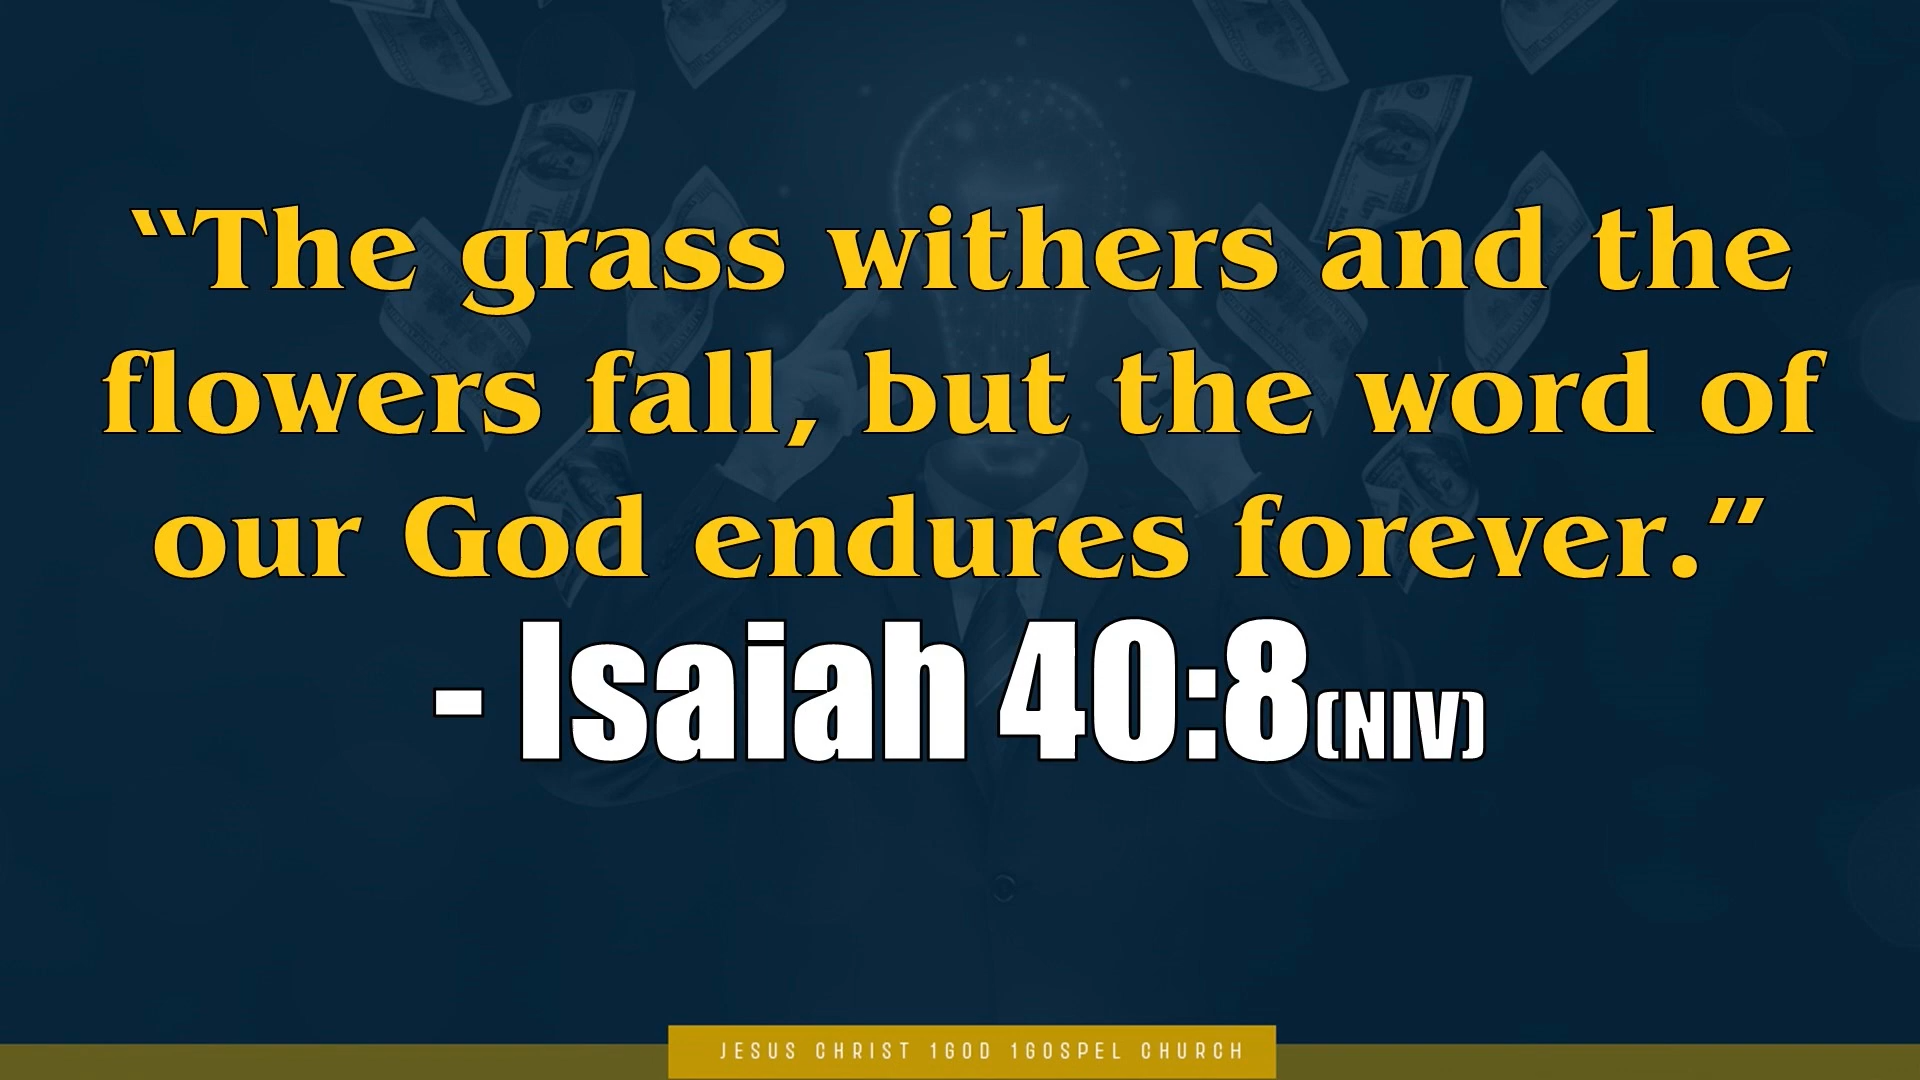 “The grass withers and the
flowers fall, but the word of
our God endures forever.”
- Isaiah 40:8(NIV)
JESUS CHRIST 1GOD 1GOSPEL CHURCH